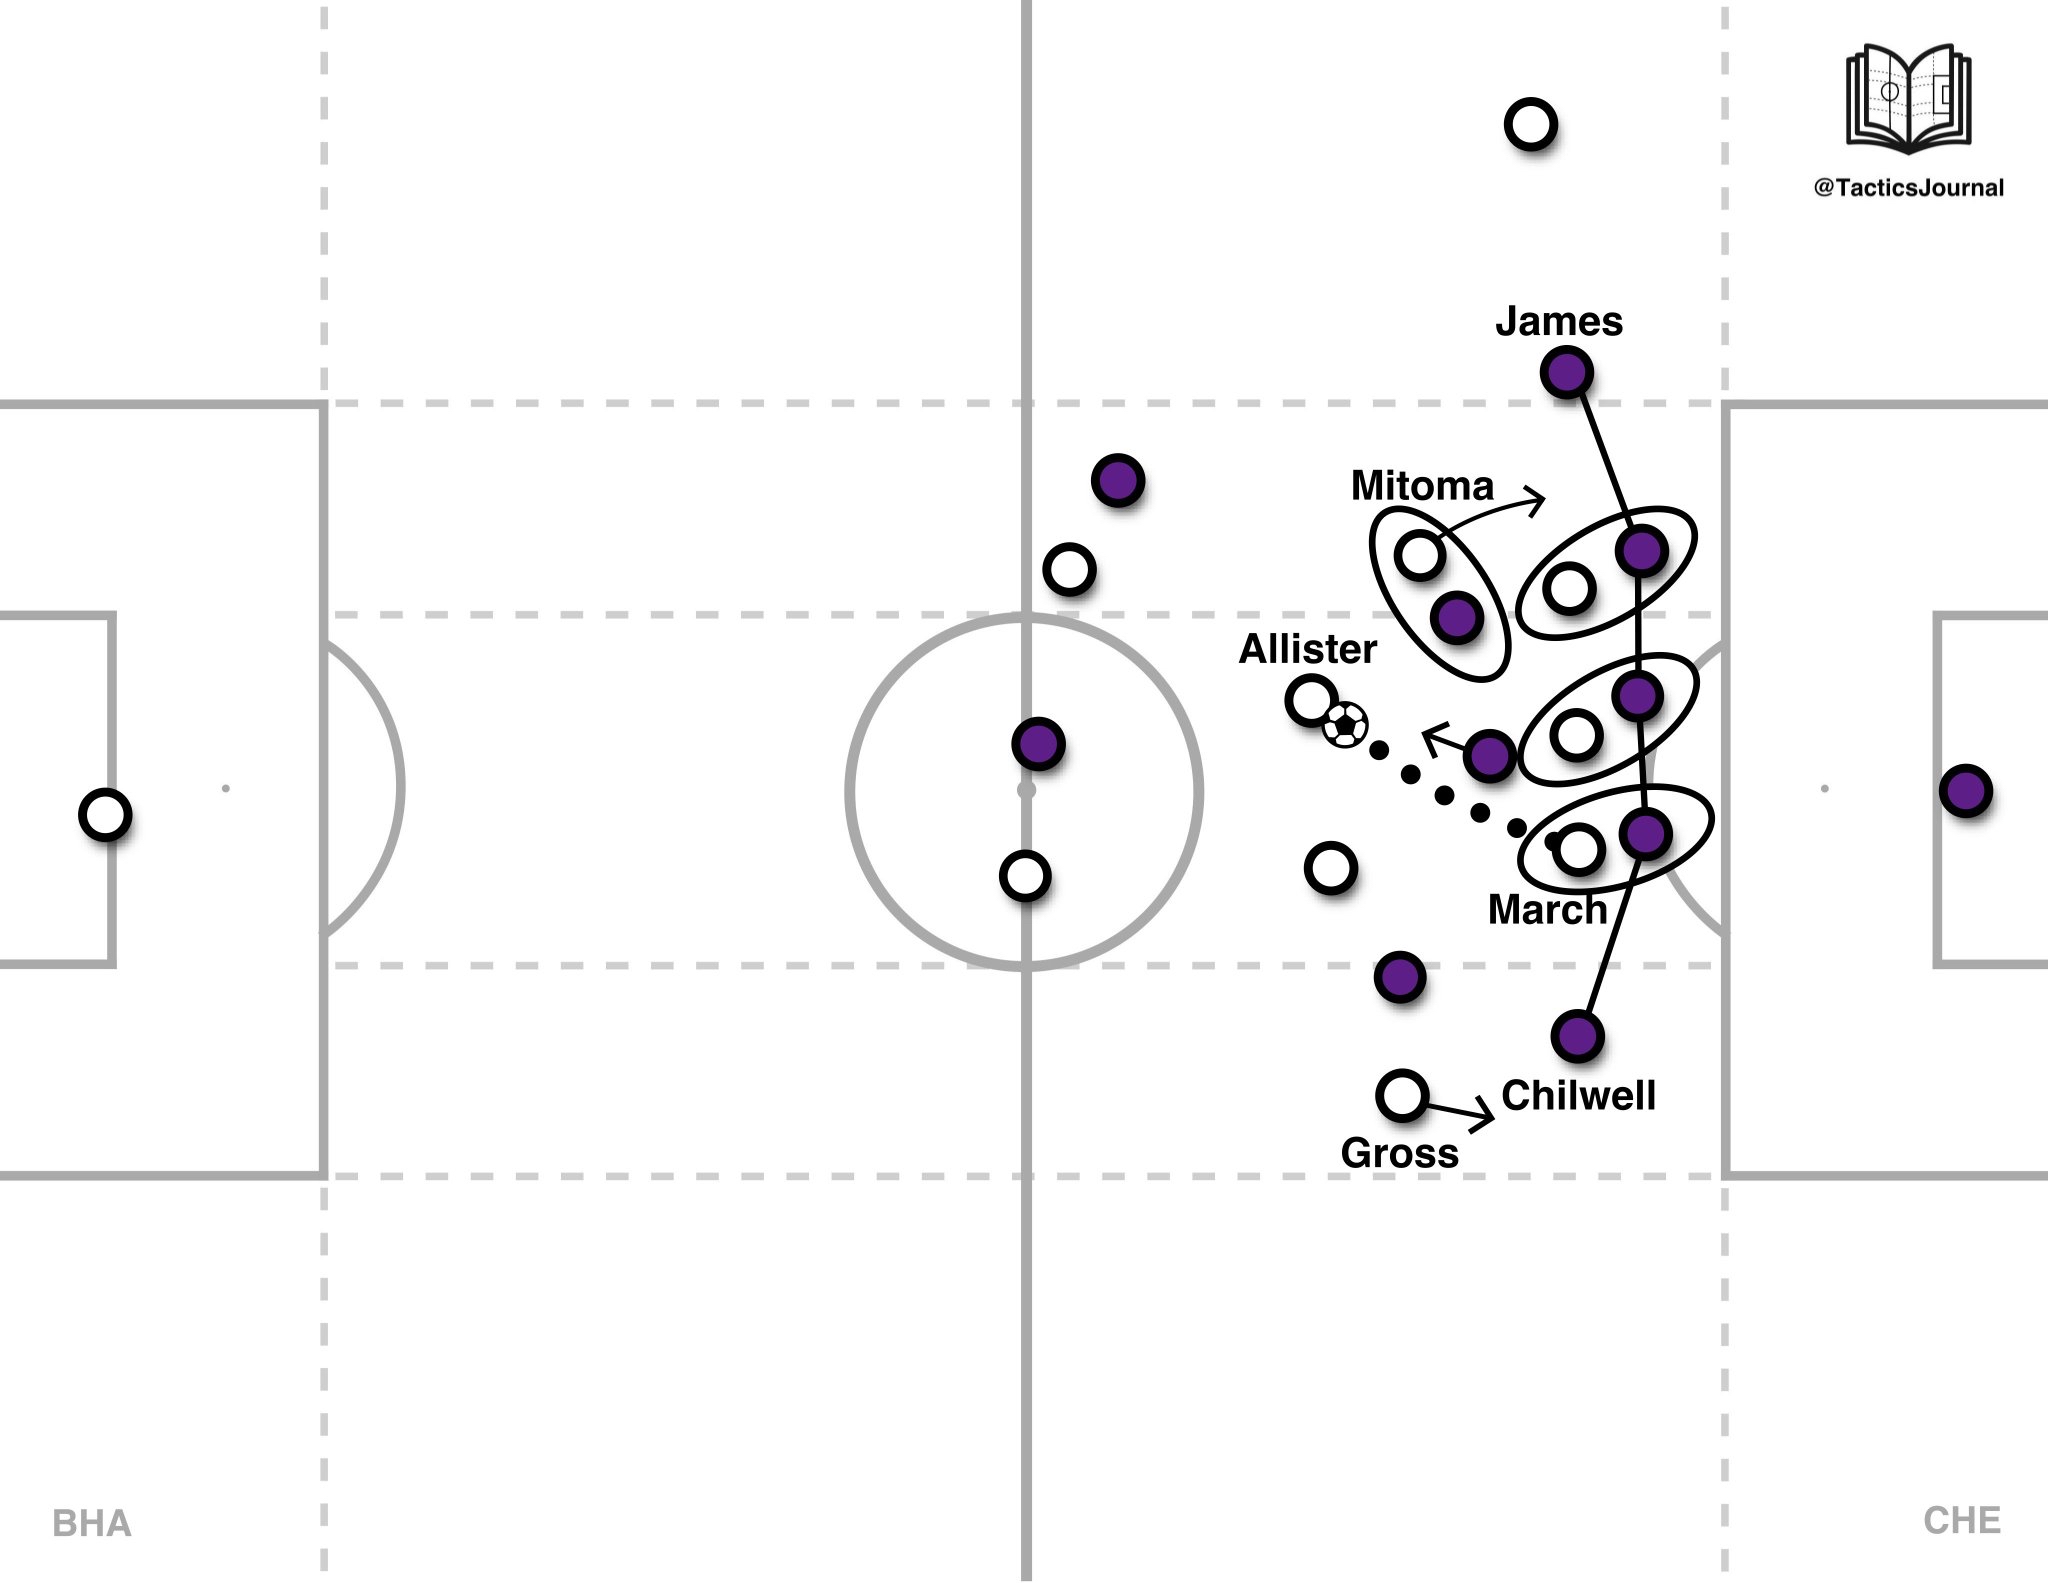 @TacticsJournal
James
Mitoma
Allister
March
Chilwell
Gross
BHA
CHE